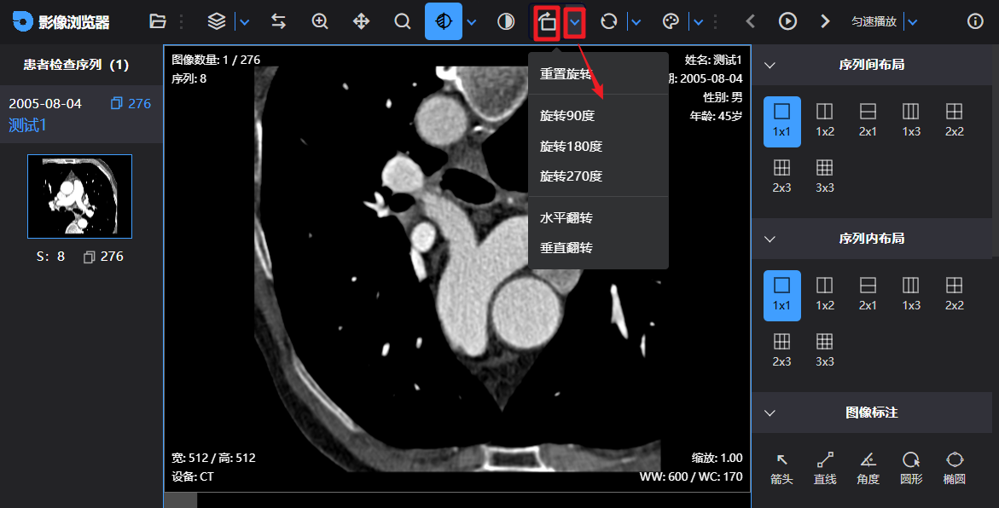 影像浏览器
匀速播放
患者检查序列（1）
2005-08-04
276
测试1
S: 8
276
图像数量: 1 / 276
序列: 8
姓名: 测试1
期: 2005-08-04
性别: 男
年龄: 45岁
重置旋转
旋转90度
旋转180度
旋转270度
水平翻转
垂直翻转
宽: 512 / 高: 512
设备: CT
缩放: 1.00
WW: 600 / WC: 170
序列间布局
1x1 1x2 2x1 1x3 2x2
2x3 3x3
序列内布局
1x1 1x2 2x1 1x3 2x2
2x3 3x3
图像标注
箭头 直线 角度 圆形 椭圆